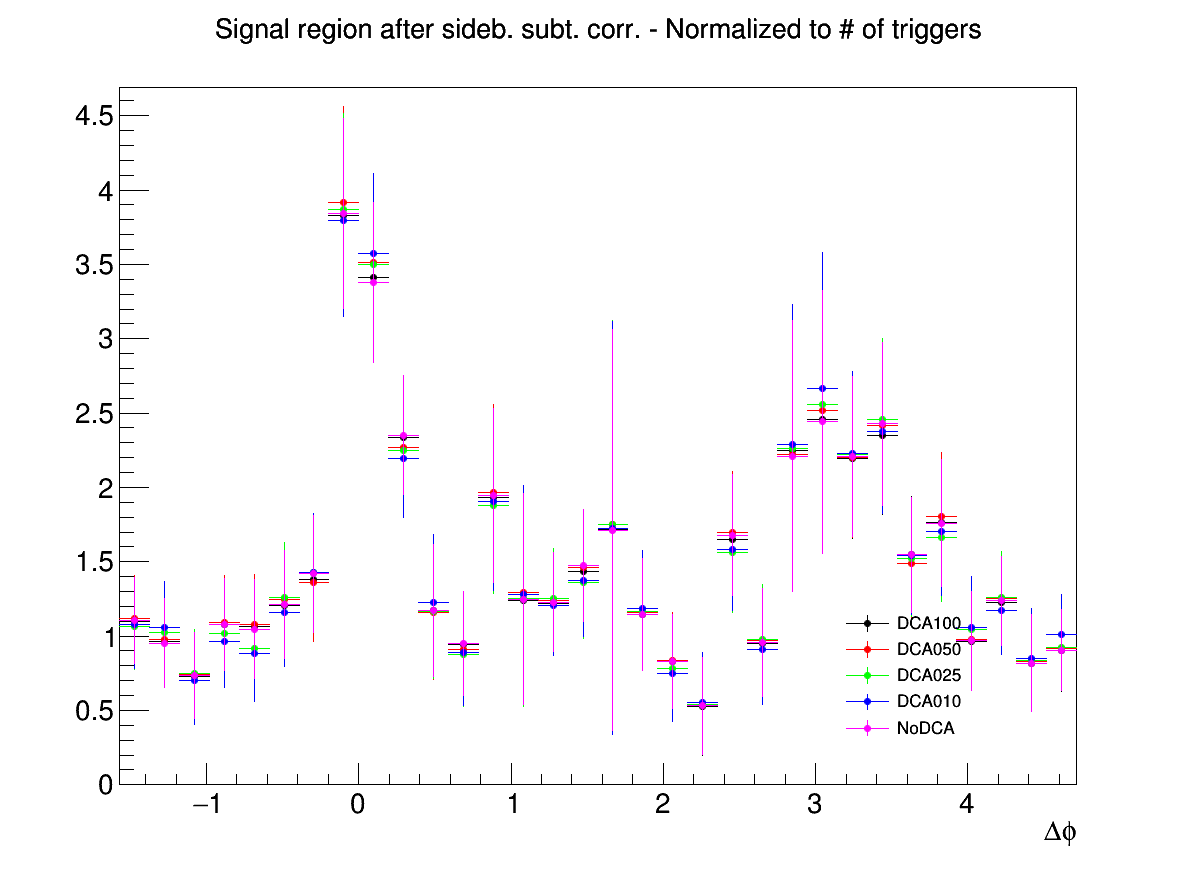 Signal region after sideb. subt. corr. - Normalized to # of triggers
4.5
4
3.5
3
2.5
2
1.5
1
0.5
0
DCA100
DCA050
DCA025
DCA010
NoDCA
−1 0 1 2 3 4
Δϕ